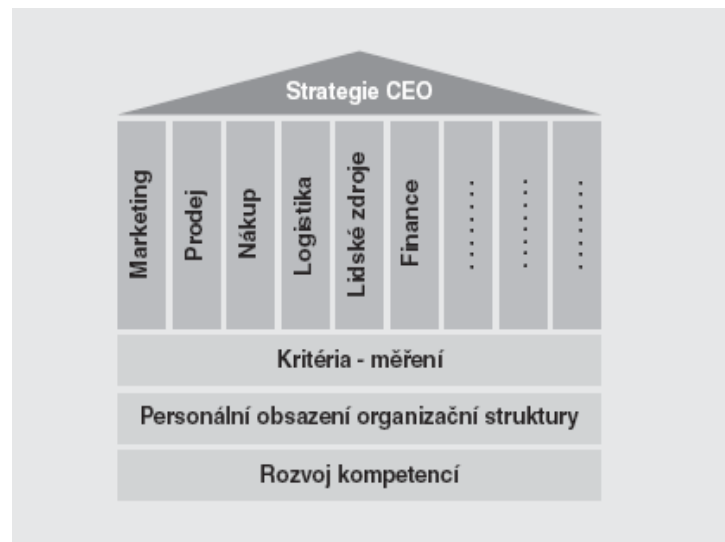 Strategie CEO
Marketing
Prodej
Nákup
Logistika
Lidské zdroje
Finance
. . . . . . . .
. . . . . . . .
. . . . . . . .
Kritéria - měření
Personální obsazení organizační struktury
Rozvoj kompetencí